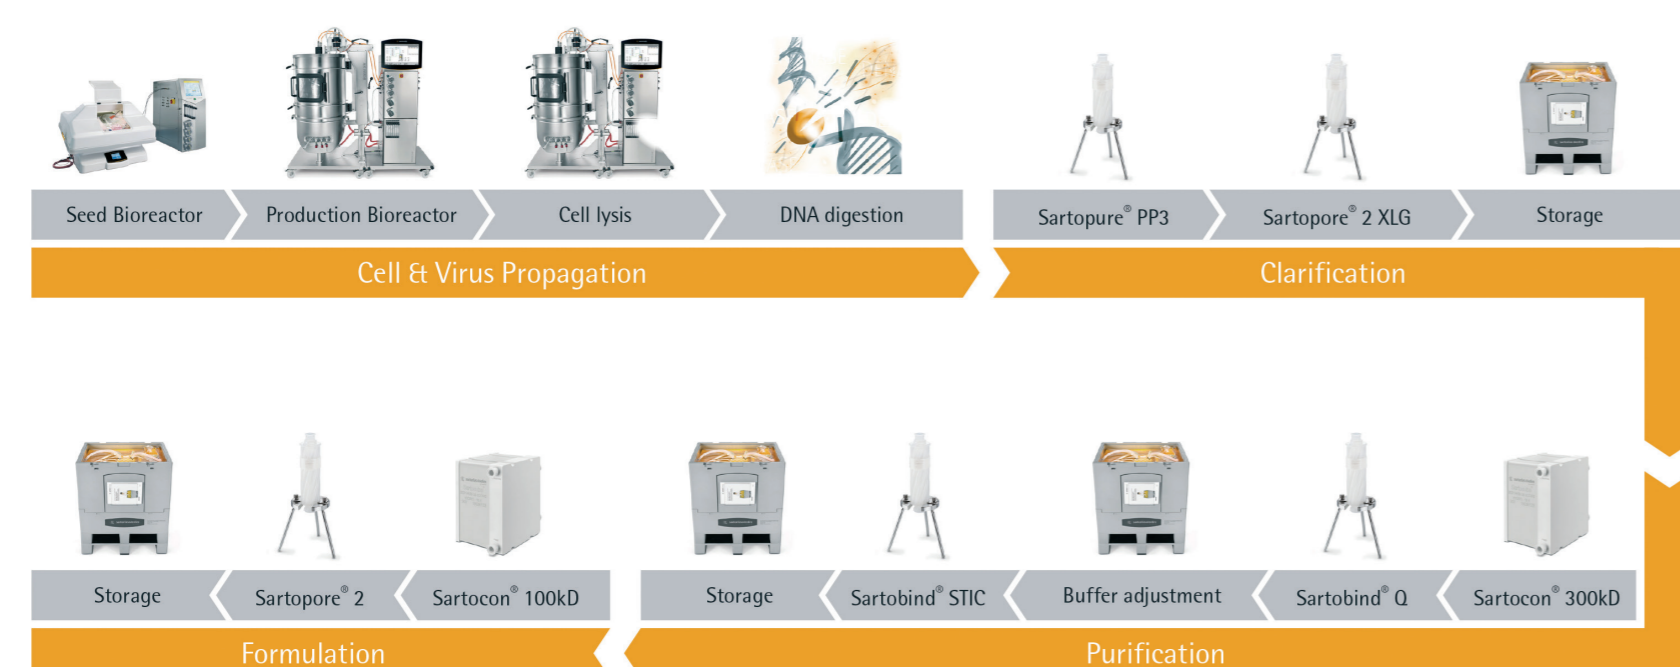 Seed Bioreactor
Production Bioreactor
Cell lysis
DNA digestion
Sartopure® PP3
Sartopore® 2 XLG
Storage
Cell & Virus Propagation
Clarification
Storage
Sartopore® 2
Sartocon® 100kD
Storage
Sartobind® STIC
Buffer adjustment
Sartobind® Q
Sartocon® 300kD
Formulation
Purification